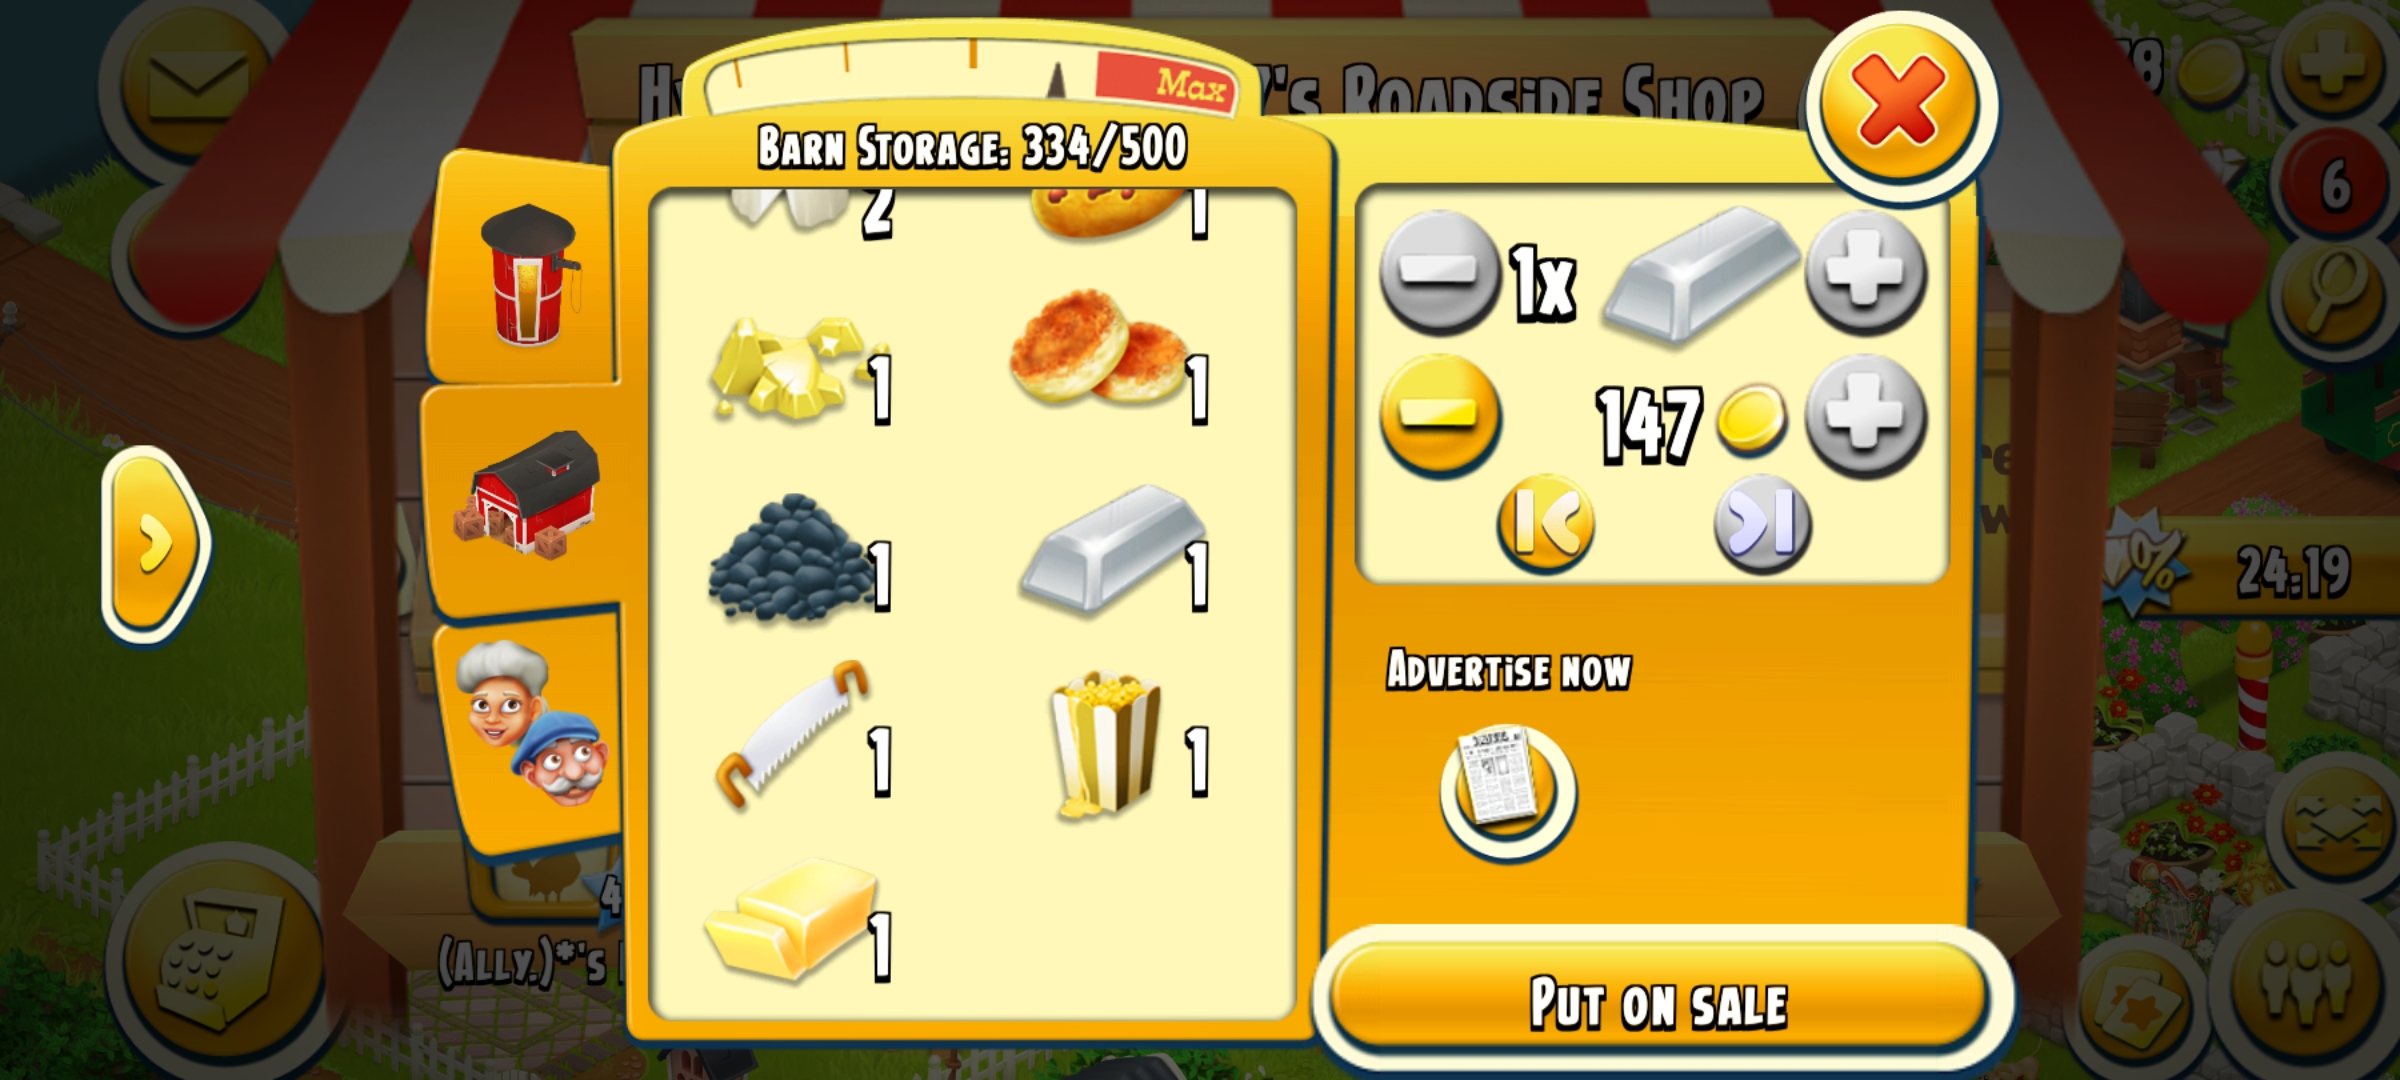 's Roadside Shop
Max
Barn Storage: 334/500
2
1
1
1
1
1
1
1
1
1x
147
Advertise now
Put on sale
6
24:19
(Ally.)*'s